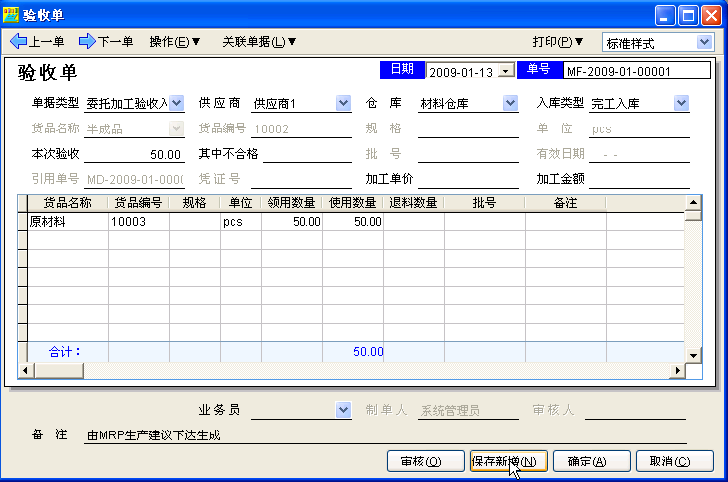 验收单
上一单 下一单 操作(E)▼ 关联单据(L)▼ 打印(P)▼ 标准样式
验收单 日期 2009-01-13 单号 MF-2009-01-00001
单据类型 委托加工验收入 供应商 供应商1 仓库 材料仓库 入库类型 完工入库
货品名称 半成品 货品编号 10002 规格 单位 pcs
本次验收 50.00 其中不合格 批号 有效日期 - -
引用单号 MD-2009-01-000 凭证号 加工单价 加工金额
货品名称 货品编号 规格 单位 领用数量 使用数量 退料数量 批号 备注
原材料 10003 pcs 50.00 50.00
合计： 50.00
业务员 制单人 系统管理员 审核人
备注 由MRP生产建议下达生成
审核(O) 保存新增(N) 确定(A) 取消(C)